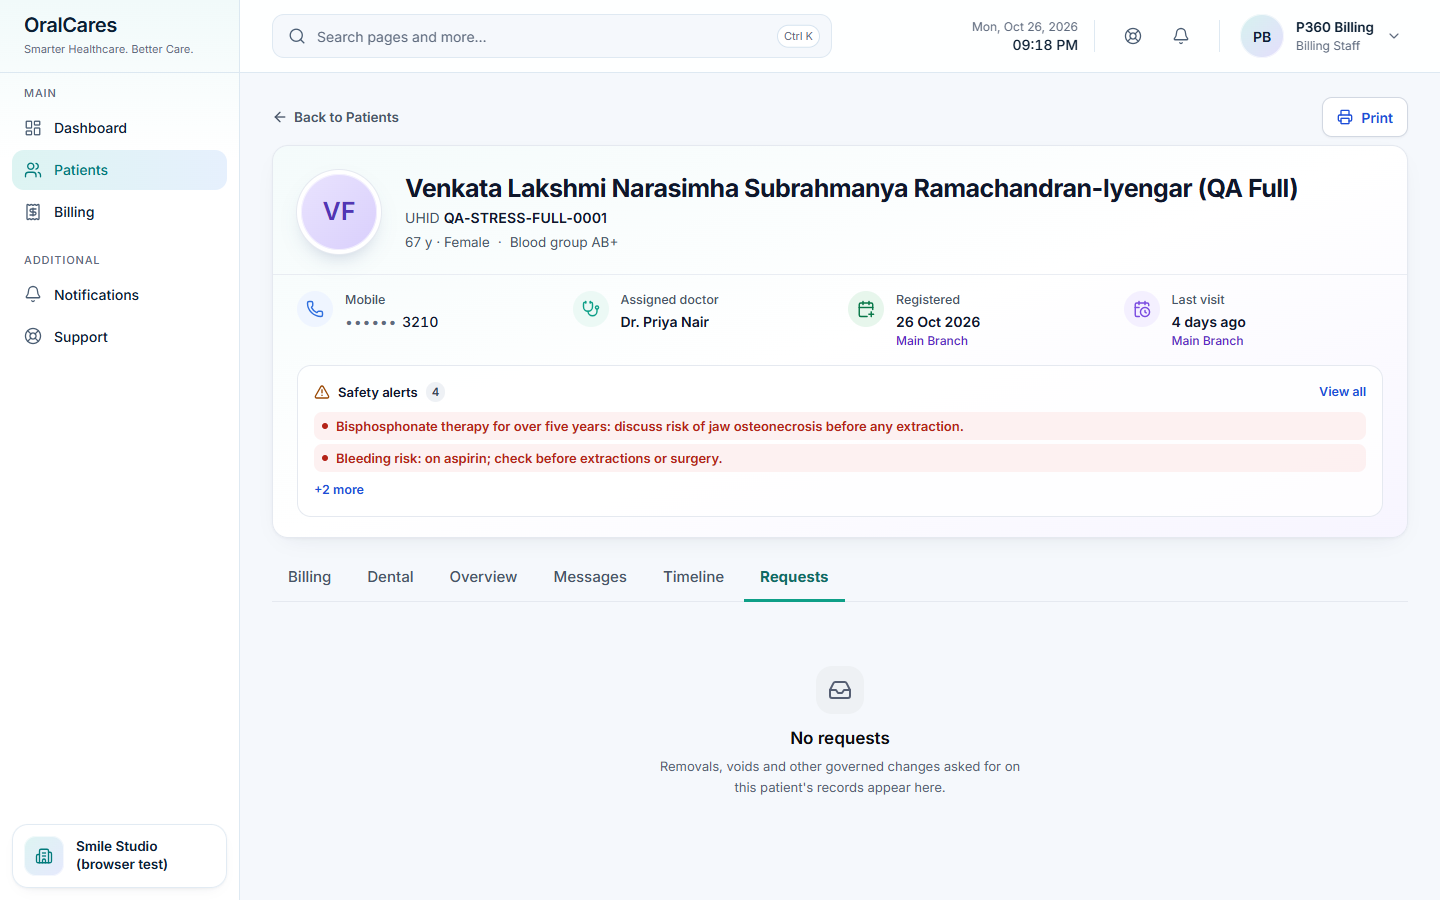 OralCares
Smarter Healthcare. Better Care.
MAIN
Dashboard
Patients
Billing
ADDITIONAL
Notifications
Support
Smile Studio
(browser test)
Search pages and more...
Ctrl K
Mon, Oct 26, 2026
09:18 PM
PB
P360 Billing
Billing Staff
Back to Patients
Print
VF
Venkata Lakshmi Narasimha Subrahmanya Ramachandran-Iyengar (QA Full)
UHID QA-STRESS-FULL-0001
67 y · Female · Blood group AB+
Mobile
•••••• 3210
Assigned doctor
Dr. Priya Nair
Registered
26 Oct 2026
Main Branch
Last visit
4 days ago
Main Branch
Safety alerts 4
View all
Bisphosphonate therapy for over five years: discuss risk of jaw osteonecrosis before any extraction.
Bleeding risk: on aspirin; check before extractions or surgery.
+2 more
Billing
Dental
Overview
Messages
Timeline
Requests
No requests
Removals, voids and other governed changes asked for on
this patient's records appear here.